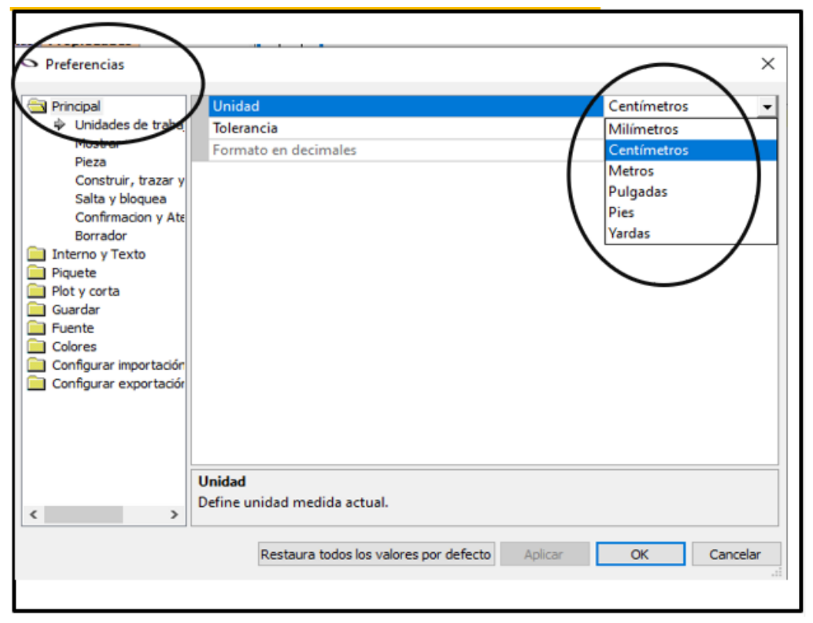 Preferencias
Principal
Unidades de traba
Mostrar
Pieza
Construir, trazar y
Salta y bloquea
Confirmacion y Ate
Borrador
Interno y Texto
Piquete
Plot y corta
Guardar
Fuente
Colores
Configurar importación
Configurar exportación
Unidad
Centímetros
Tolerancia
Formato en decimales
Milímetros
Centímetros
Metros
Pulgadas
Pies
Yardas
Unidad
Define unidad medida actual.
Restaura todos los valores por defecto
Aplicar
OK
Cancelar